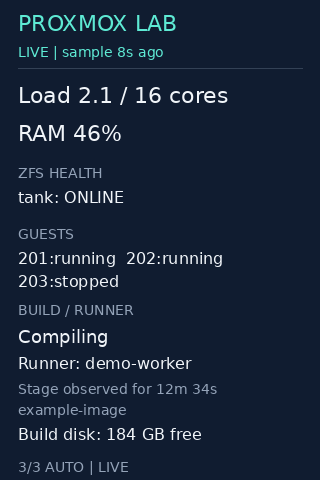 PROXMOX LAB
LIVE | sample 8s ago
Load 2.1 / 16 cores
RAM 46%
ZFS HEALTH
tank: ONLINE
GUESTS
201:running  202:running
203:stopped
BUILD / RUNNER
Compiling
Runner: demo-worker
Stage observed for 12m 34s
example-image
Build disk: 184 GB free
3/3 AUTO | LIVE